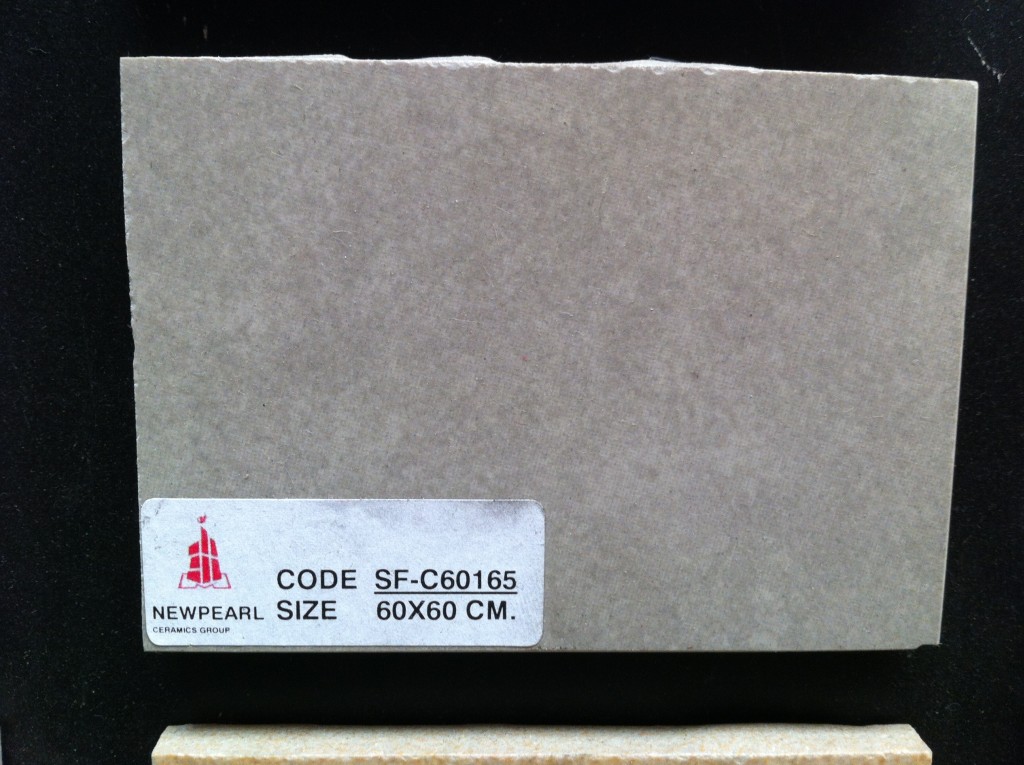 CODE SF-C60165
NEWPEARL SIZE 60X60 CM.
CERAMICS GROUP